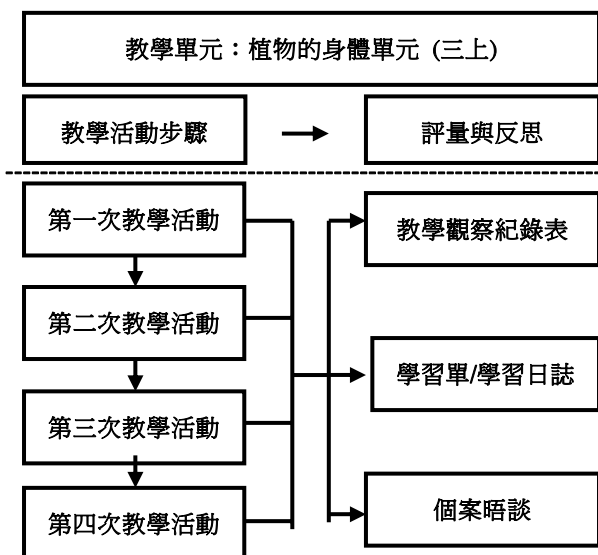 教學單元：植物的身體單元 (三上)
教學活動步驟
評量與反思
第一次教學活動
教學觀察紀錄表
第二次教學活動
學習單/學習日誌
第三次教學活動
個案晤談
第四次教學活動